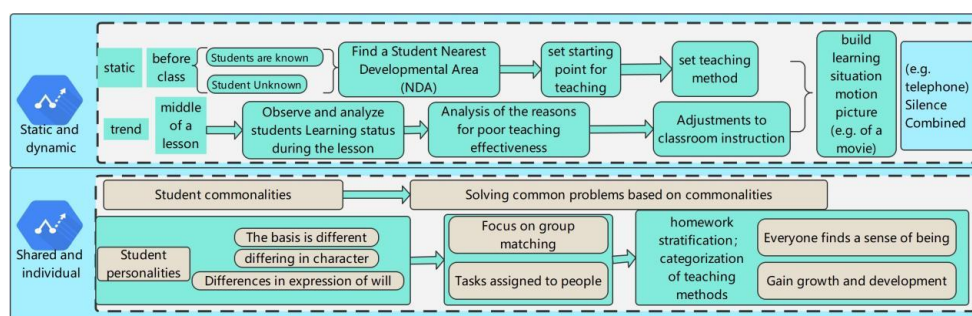 Static and
dynamic
static
before
class
Students are known
Student Unknown
Find a Student Nearest
Developmental Area
(NDA)
set starting
point for
teaching
set teaching
method
trend
middle
of a
lesson
Observe and analyze
students Learning status
during the lesson
Analysis of the reasons
for poor teaching
effectiveness
Adjustments to
classroom instruction
build
learning
situation
motion
picture
(e.g. of a
movie)
(e.g.
telephone)
Silence
Combined
Shared and
individual
Student commonalities
Solving common problems based on commonalities
Student
personalities
The basis is different
differing in character
Differences in expression of will
Focus on group
matching
Tasks assigned to people
homework
stratification;
categorization
of teaching
methods
Everyone finds a sense of being
Gain growth and development